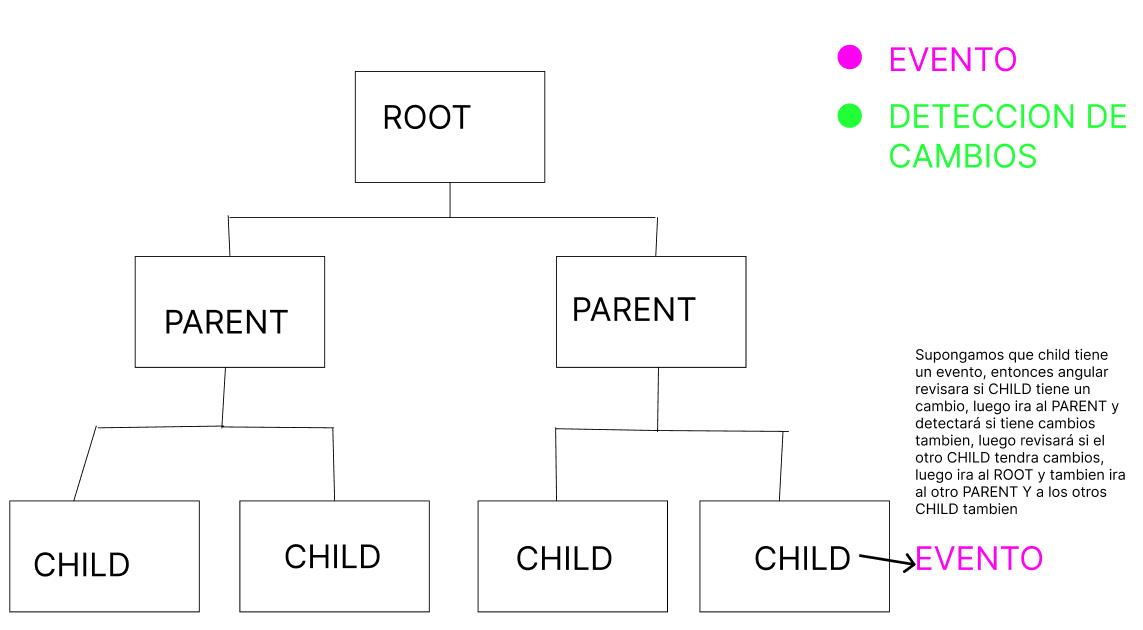 EVENTO
DETECCION DE
CAMBIOS
ROOT
PARENT
PARENT
Supongamos que child tiene
un evento, entonces angular
revisara si CHILD tiene un
cambio, luego ira al PARENT y
detectará si tiene cambios
tambien, luego revisará si el
otro CHILD tendra cambios,
luego ira al ROOT y tambien ira
al otro PARENT Y a los otros
CHILD tambien
CHILD
CHILD
CHILD
CHILD
EVENTO